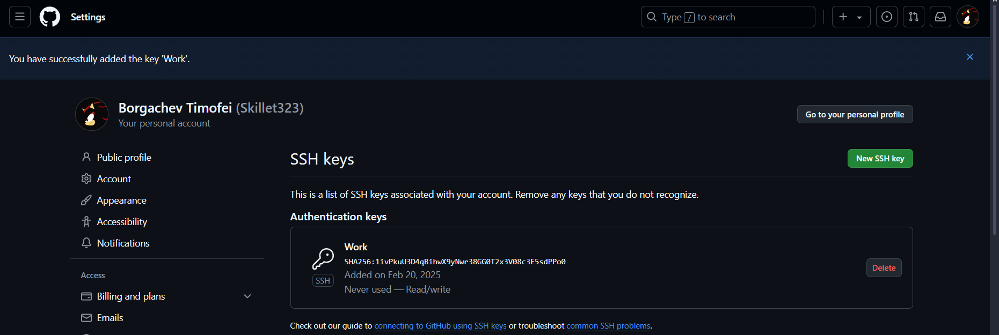 Settings
Type / to search
You have successfully added the key 'Work'.
Borgachev Timofei (Skillet323)
Your personal account
Go to your personal profile
Public profile
Account
Appearance
Accessibility
Notifications
Access
Billing and plans
Emails
SSH keys
New SSH key
This is a list of SSH keys associated with your account. Remove any keys that you do not recognize.
Authentication keys
Work
SHA256:1ivPkuU3D4qBihwX9yNwr38GG0T2x3V08c3E5sdPPo0
Added on Feb 20, 2025
Never used — Read/write
SSH
Delete
Check out our guide to connecting to GitHub using SSH keys or troubleshoot common SSH problems.